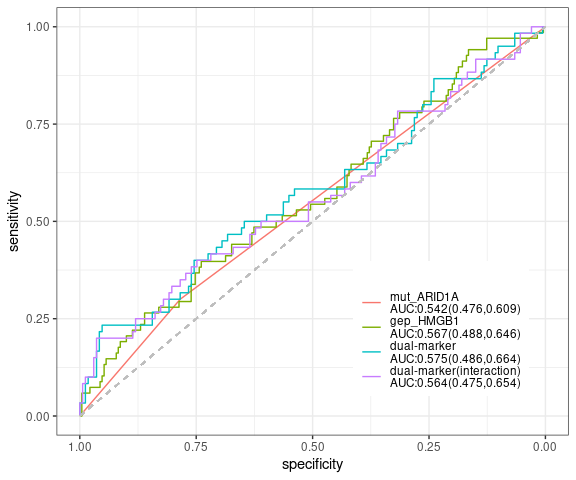 1.00
0.75
0.50
0.25
0.00
sensitivity
mut_ARID1A
AUC:0.542(0.476,0.609)
gep_HMGB1
AUC:0.567(0.488,0.646)
dual-marker
AUC:0.575(0.486,0.664)
dual-marker(interaction)
AUC:0.564(0.475,0.654)
1.00 0.75 0.50 0.25 0.00
specificity